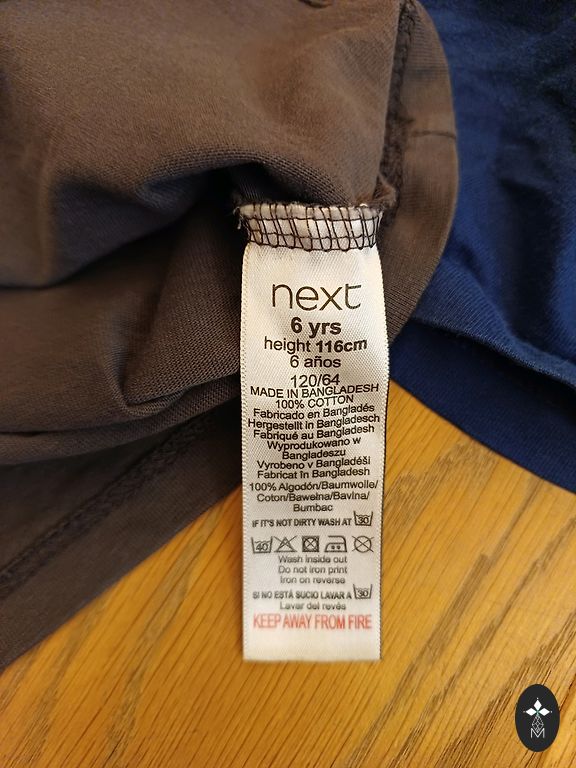 next
6 yrs
height 116cm
6 años
120/64
MADE IN BANGLADESH
100% COTTON
Fabricado en Bangladés
Hergestellt in Bangladesch
Fabriqué au Bangladesh
Wyprodukowano w
Bangladeszu
Vyrobeno v Bangladéši
Fabricat în Bangladesh
100% Algodón/Baumwolle/
Coton/Bawełna/Bavlna/
Bumbac
IF IT'S NOT DIRTY WASH AT 30
40
Wash inside out
Do not iron print
Iron on reverse
SI NO ESTÁ SUCIO LAVAR A 30
Lavar del revés
KEEP AWAY FROM FIRE
M